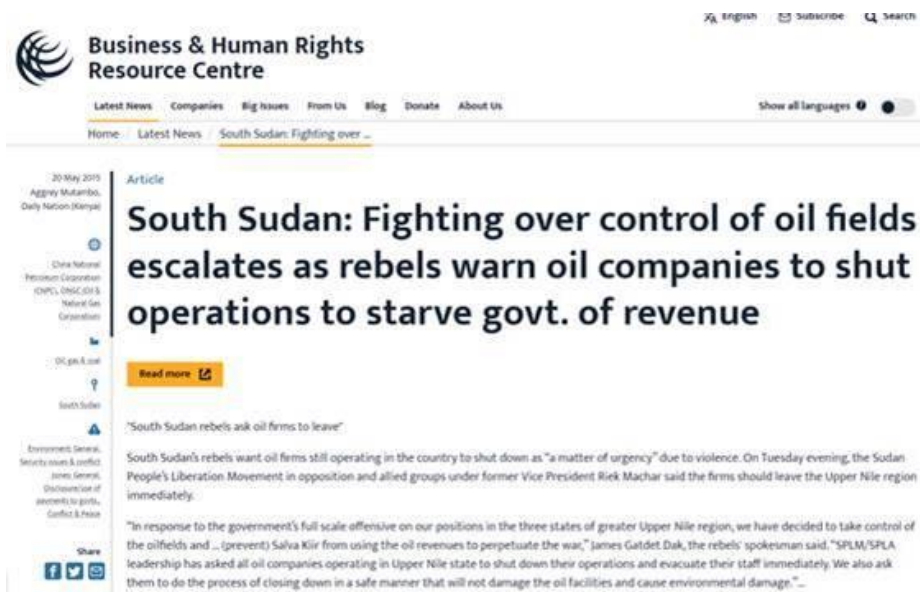 English Subscribe Search
Business & Human Rights
Resource Centre
Latest News Companies Big Issues From Us Blog Donate About Us
Show all languages
Home / Latest News / South Sudan: Fighting over ...
20 May 2015
Aggrey Mutambo,
Daily Nation (Kenya)
China National
Petroleum Corporation
(CNPC), ONGC (Oil &
Natural Gas
Corporation)
Oil, gas & coal
South Sudan
Environment: General,
Security issues & conflict
zones: General,
Disclosure/use of
payments to govts.,
Conflict & Peace
Share
Article
South Sudan: Fighting over control of oil fields
escalates as rebels warn oil companies to shut
operations to starve govt. of revenue
Read more
"South Sudan rebels ask oil firms to leave"
South Sudan's rebels want oil firms still operating in the country to shut down as "a matter of urgency" due to violence. On Tuesday evening, the Sudan
People's Liberation Movement in opposition and allied groups under former Vice President Riek Machar said the firms should leave the Upper Nile region
immediately.
"In response to the government's full scale offensive on our positions in the three states of greater Upper Nile region, we have decided to take control of
the oilfields and ... (prevent) Salva Kiir from using the oil revenues to perpetuate the war," James Gatdet Dak, the rebels' spokesman said. "SPLM/SPLA
leadership has asked all oil companies operating in Upper Nile state to shut down their operations and evacuate their staff immediately. We also ask
them to do the process of closing down in a safe manner that will not damage the oil facilities and cause environmental damage."...